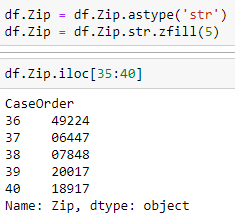 df.Zip = df.Zip.astype('str')
df.Zip = df.Zip.str.zfill(5)
df.Zip.iloc[35:40]
CaseOrder
36    49224
37    06447
38    07848
39    20017
40    18917
Name: Zip, dtype: object